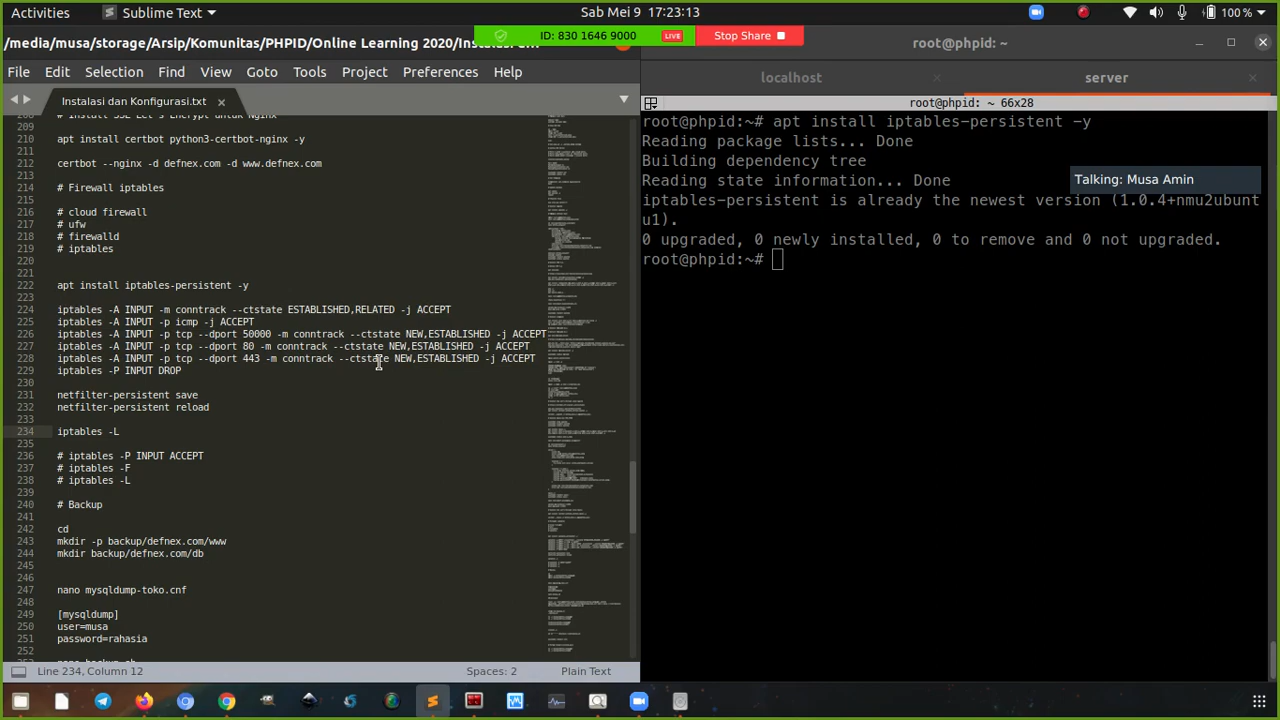 Activities
Sublime Text
Sab Mei 9 17:23:13
100 %
/media/musa/storage/Arsip/Komunitas/PHPID/Online Learning 2020/
ID: 830 1646 9000
LIVE
Stop Share
root@phpid: ~
File Edit Selection Find View Goto Tools Project Preferences Help
localhost
server
Instalasi dan Konfigurasi.txt
root@phpid: ~ 66x28
209
210 apt install certbot python3-certbot-nginx -y
211
212 certbot --nginx -d defnex.com -d www.defnex.com
213
214 # Firewall iptables
215
216 # cloud firewall
217 # ufw
218 # firewalld
219 # iptables
220
221
222 apt install iptables-persistent -y
223
224 iptables -A INPUT -m conntrack --ctstate ESTABLISHED,RELATED -j ACCEPT
225 iptables -A INPUT -p icmp -j ACCEPT
226 iptables -A INPUT -p tcp --dport 50000 -m conntrack --ctstate NEW,ESTABLISHED -j ACCEPT
227 iptables -A INPUT -p tcp --dport 80 -m conntrack --ctstate NEW,ESTABLISHED -j ACCEPT
228 iptables -A INPUT -p tcp --dport 443 -m conntrack --ctstate NEW,ESTABLISHED -j ACCEPT
229 iptables -P INPUT DROP
230
231 netfilter-persistent save
232 netfilter-persistent reload
233
234 iptables -L
235
236 # iptables -P INPUT ACCEPT
237 # iptables -F
238 # iptables -L
239
240 # Backup
241
242 cd
243 mkdir -p backup/defnex.com/www
244 mkdir backup/defnex.com/db
245
246
247 nano mysqldump-toko.cnf
248
249 [mysqldump]
250 user=musa
251 password=rahasia
252
root@phpid:~# apt install iptables-persistent -y
Reading package lists... Done
Building dependency tree
Reading state information... Done
Talking: Musa Amin
iptables-persistent is already the newest version (1.0.4+nmu2ubunt
u1).
0 upgraded, 0 newly installed, 0 to remove and 0 not upgraded.
root@phpid:~#
Line 234, Column 12
Spaces: 2
Plain Text